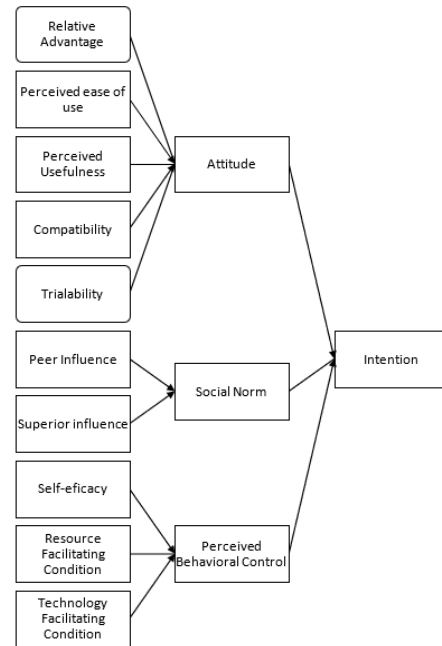 Relative
Advantage
Perceived ease of
use
Perceived
Usefulness
Attitude
Compatibility
Trialability
Peer Influence
Intention
Social Norm
Superior influence
Self-eficacy
Resource
Facilitating
Condition
Perceived
Behavioral Control
Technology
Facilitating
Condition